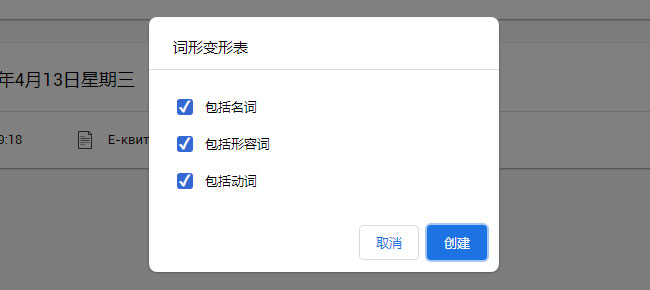 词形变形表
年4月13日星期三
包括名词
9:18
Е-квит
包括形容词
包括动词
取消
创建